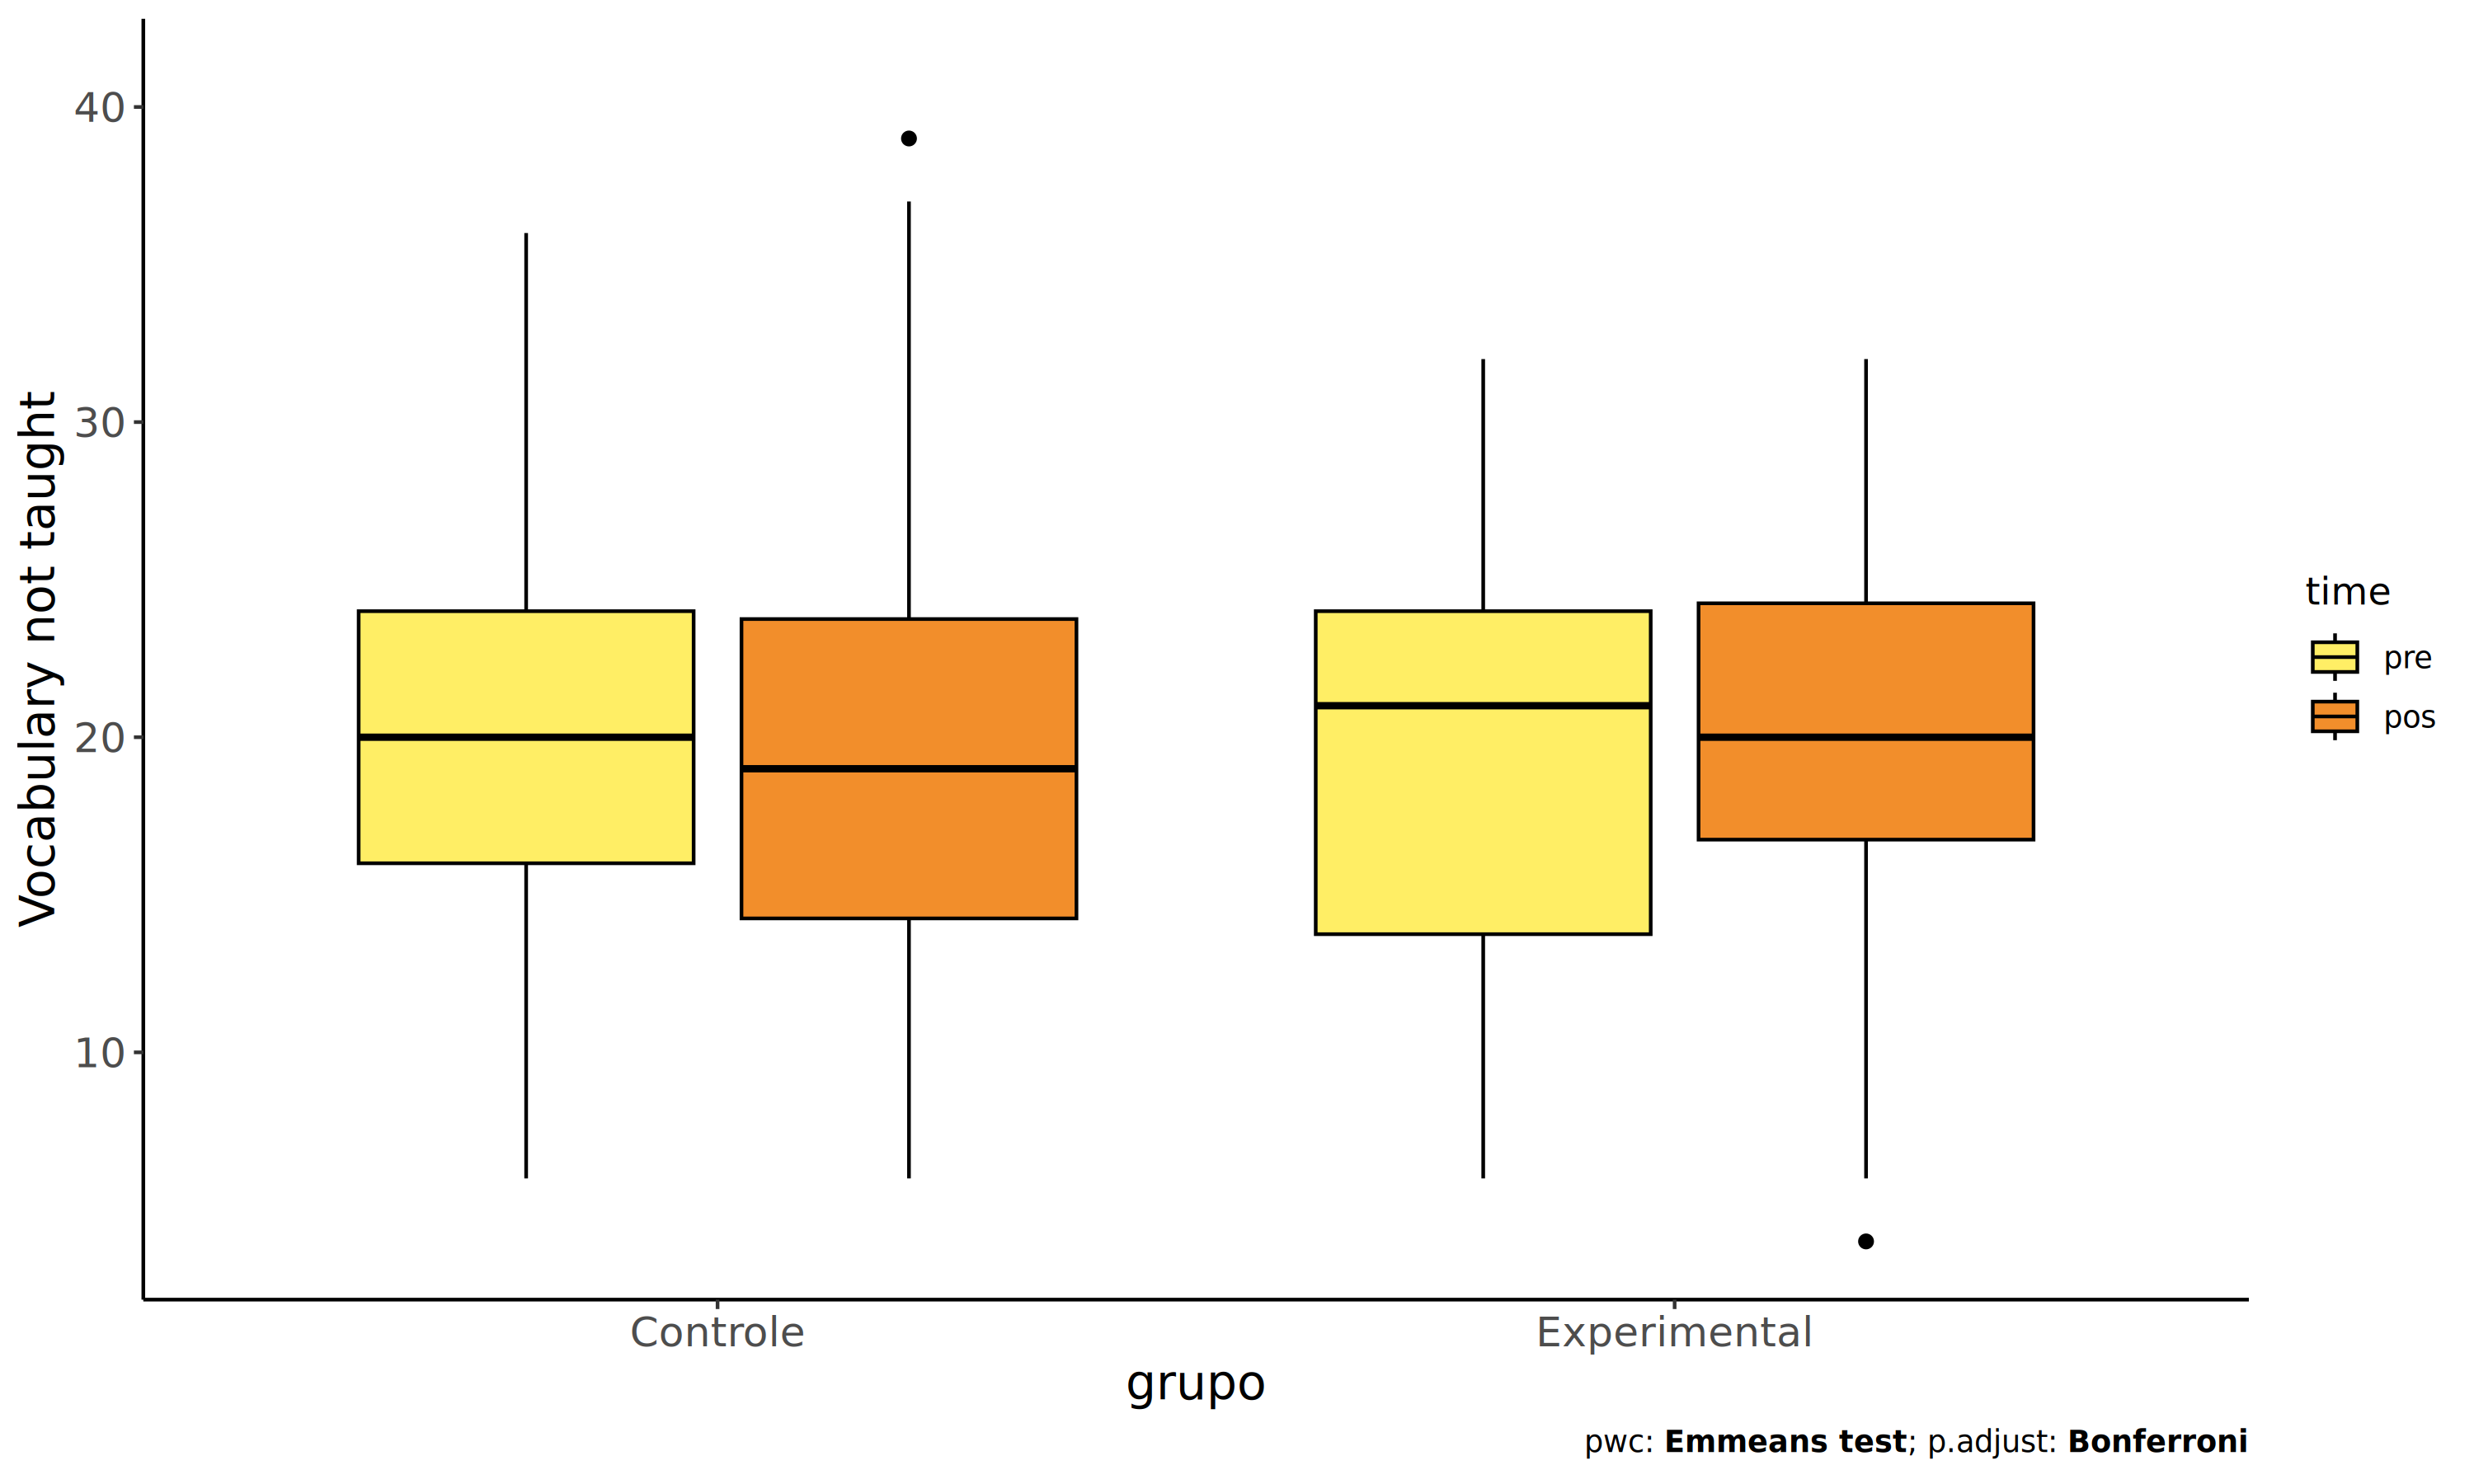 Vocabulary not taught
40
30
20
10
Controle
Experimental
grupo
time
pre
pos
pwc: Emmeans test; p.adjust: Bonferroni